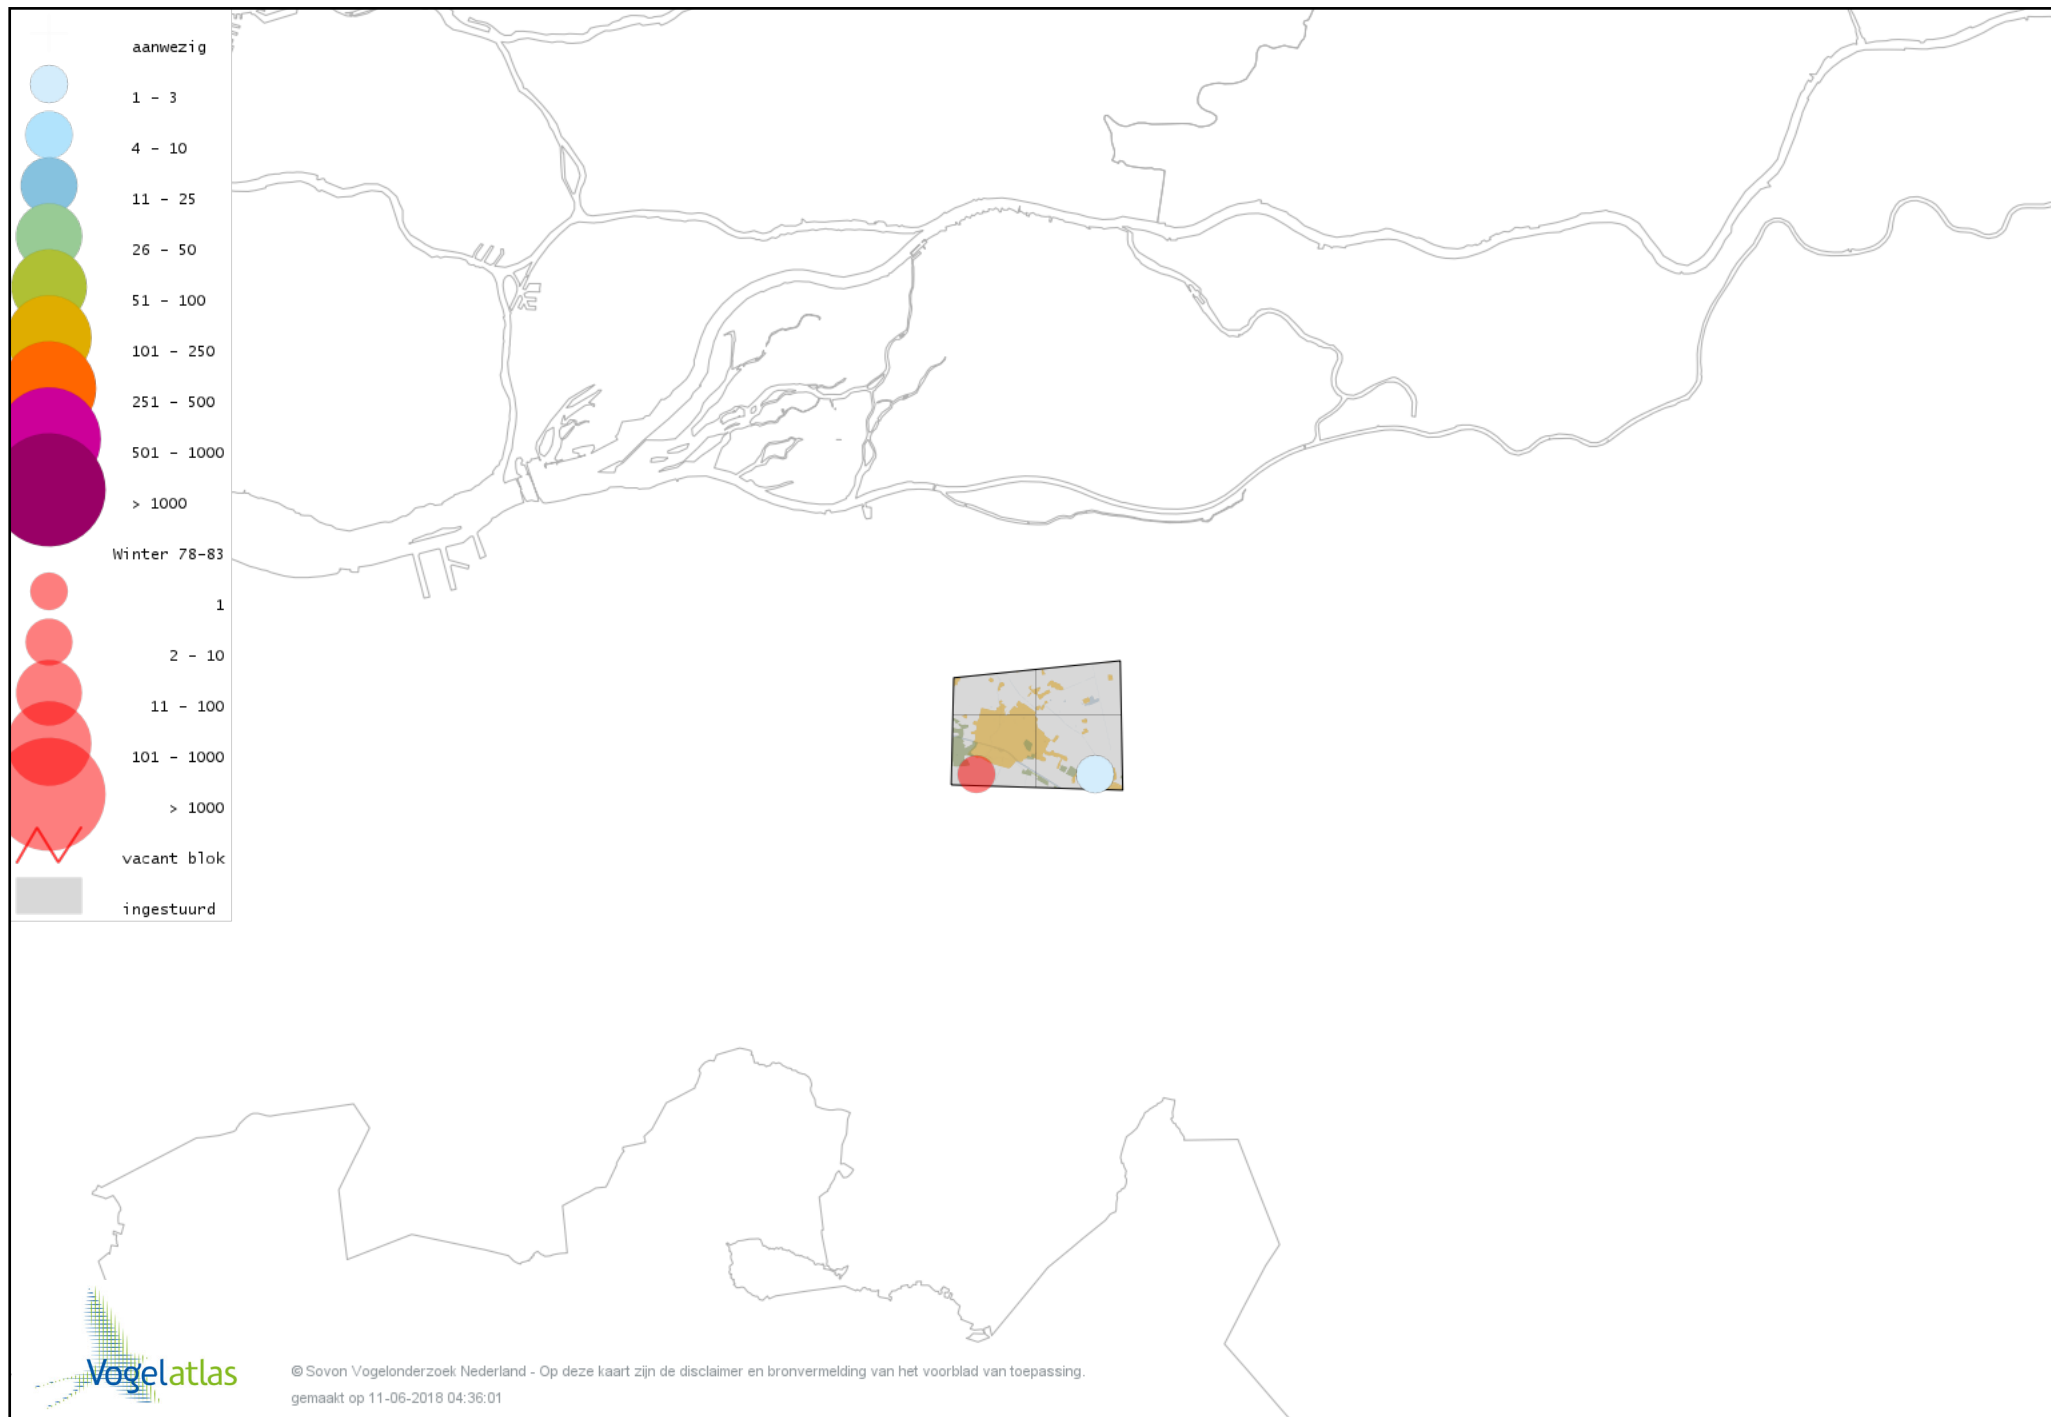 aanwezig
1 – 3
4 – 10
11 – 25
26 – 50
51 – 100
101 – 250
251 – 500
501 – 1000
> 1000
Winter 78-83
1
2 – 10
11 – 100
101 – 1000
> 1000
vacant blok
ingestuurd
Vogelatlas
© Sovon Vogelonderzoek Nederland - Op deze kaart zijn de disclaimer en bronvermelding van het voorblad van toepassing.
gemaakt op 11-06-2018 04:36:01